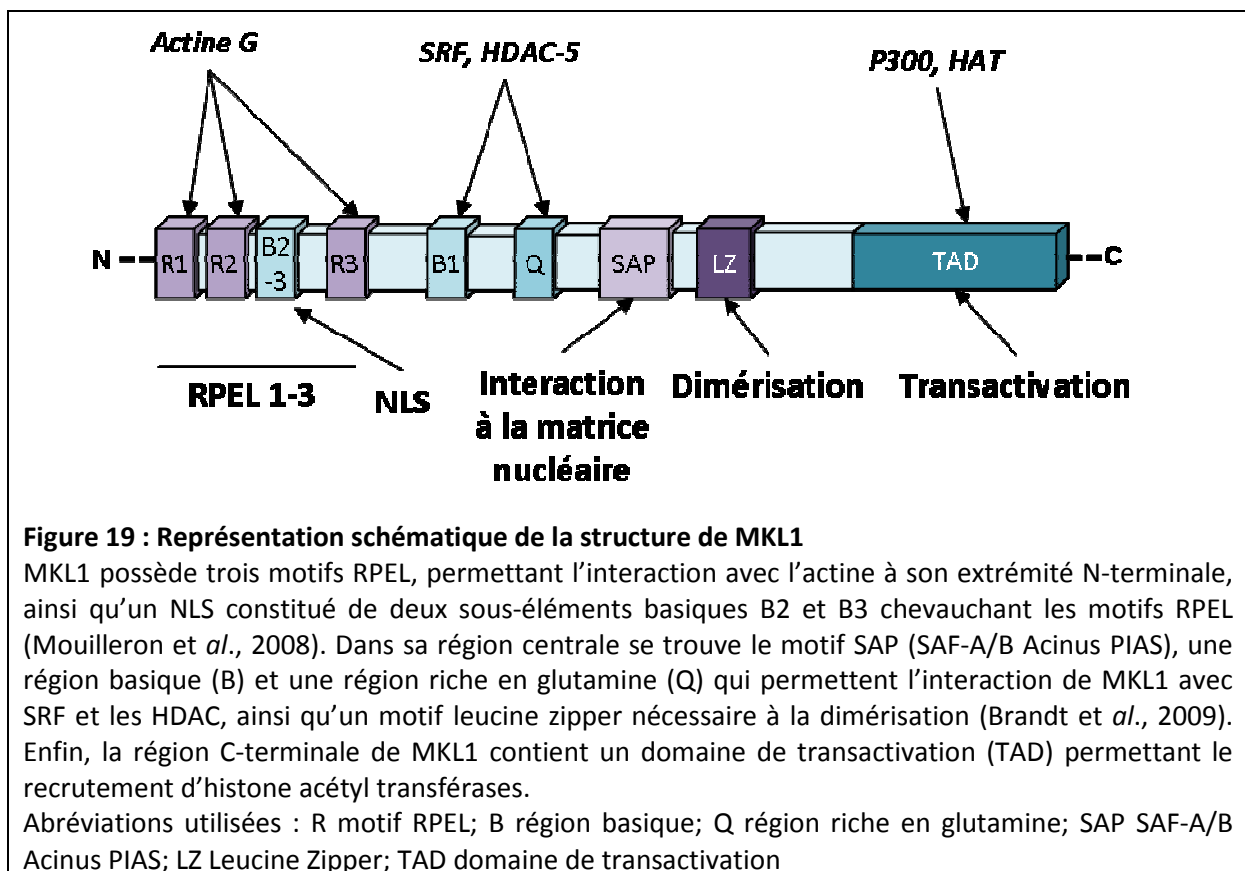 Actine G
SRF, HDAC-5
P300, HAT
N
R1
R2
B2
-3
R3
B1
Q
SAP
LZ
TAD
C
RPEL 1-3
NLS
Interaction
à la matrice
nucléaire
Dimérisation
Transactivation
Figure 19 : Représentation schématique de la structure de MKL1
MKL1 possède trois motifs RPEL, permettant l’interaction avec l’actine à son extrémité N-terminale,
ainsi qu’un NLS constitué de deux sous-éléments basiques B2 et B3 chevauchant les motifs RPEL
(Mouilleron et al., 2008). Dans sa région centrale se trouve le motif SAP (SAF-A/B Acinus PIAS), une
région basique (B) et une région riche en glutamine (Q) qui permettent l’interaction de MKL1 avec
SRF et les HDAC, ainsi qu’un motif leucine zipper nécessaire à la dimérisation (Brandt et al., 2009).
Enfin, la région C-terminale de MKL1 contient un domaine de transactivation (TAD) permettant le
recrutement d’histone acétyl transférases.
Abréviations utilisées : R motif RPEL; B région basique; Q région riche en glutamine; SAP SAF-A/B
Acinus PIAS; LZ Leucine Zipper; TAD domaine de transactivation